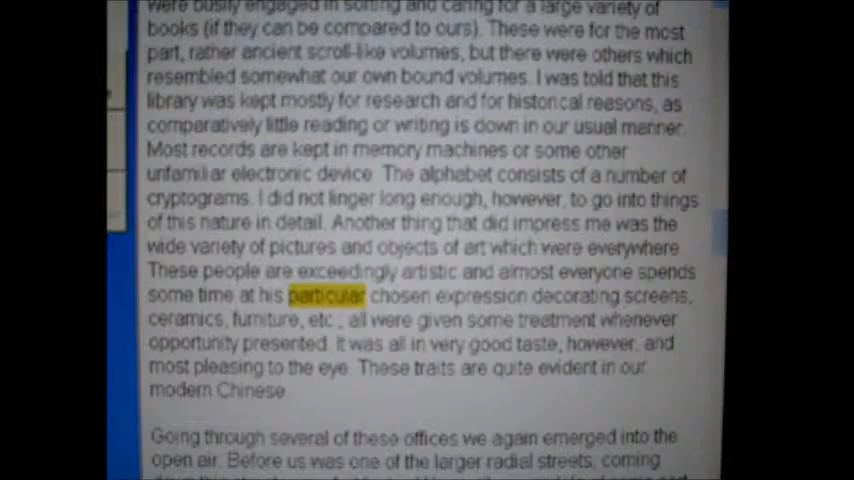 were busily engaged in sorting and caring for a large variety of
books (if they can be compared to ours). These were for the most
part, rather ancient scroll-like volumes, but there were others which
resembled somewhat our own bound volumes. I was told that this
library was kept mostly for research and for historical reasons, as
comparatively little reading or writing is down in our usual manner.
Most records are kept in memory machines or some other
unfamiliar electronic device. The alphabet consists of a number of
cryptograms. I did not linger long enough, however, to go into things
of this nature in detail. Another thing that did impress me was the
wide variety of pictures and objects of art which were everywhere.
These people are exceedingly artistic and almost everyone spends
some time at his particular chosen expression decorating screens,
ceramics, furniture, etc., all were given some treatment whenever
opportunity presented. It was all in very good taste, however, and
most pleasing to the eye. These traits are quite evident in our
modern Chinese.
Going through several of these offices we again emerged into the
open air. Before us was one of the larger radial streets, coming